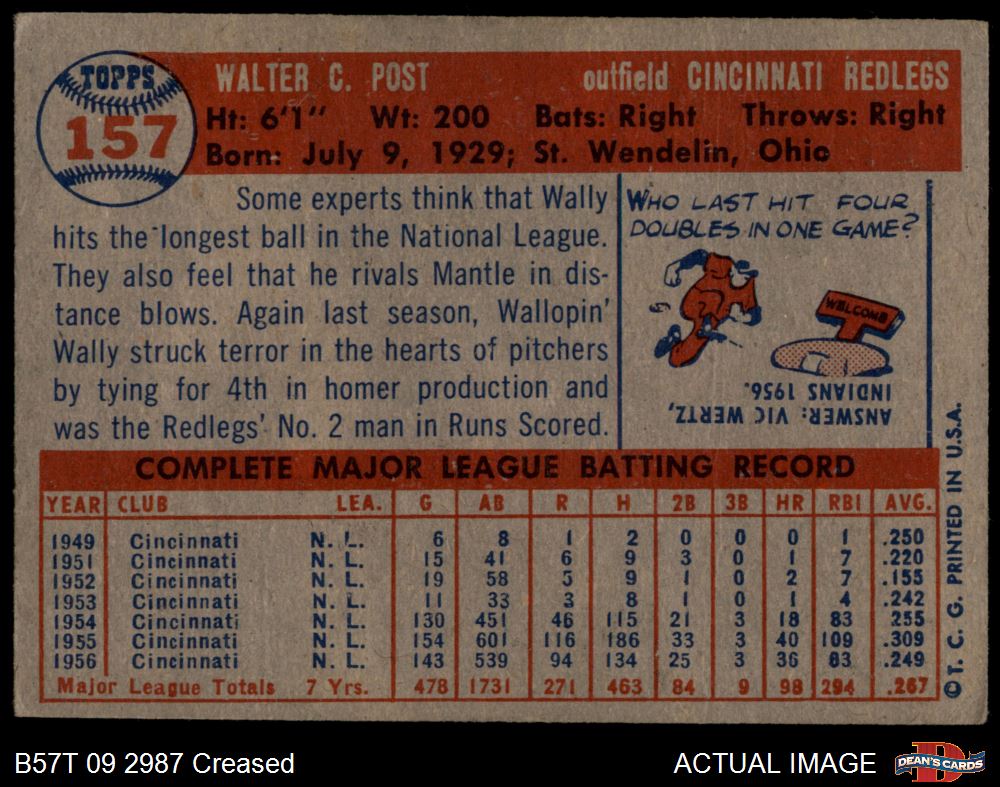 TOPPS
157
WALTER C. POST outfield CINCINNATI REDLEGS
Ht: 6'1" Wt: 200 Bats: Right Throws: Right
Born: July 9, 1929; St. Wendelin, Ohio
Some experts think that Wally
hits the longest ball in the National League.
They also feel that he rivals Mantle in dis-
tance blows. Again last season, Wallopin'
Wally struck terror in the hearts of pitchers
by tying for 4th in homer production and
was the Redlegs' No. 2 man in Runs Scored.
WHO LAST HIT FOUR
DOUBLES IN ONE GAME?
WELCOME
ANSWER: VIC WERTZ,
INDIANS 1956.
COMPLETE MAJOR LEAGUE BATTING RECORD
YEAR CLUB LEA. G AB R H 2B 3B HR RBI AVG.
1949 Cincinnati N. L. 6 8 1 2 0 0 0 1 .250
1951 Cincinnati N. L. 15 41 6 9 3 0 1 7 .220
1952 Cincinnati N. L. 19 58 5 9 1 0 2 7 .155
1953 Cincinnati N. L. 11 33 3 8 1 0 1 4 .242
1954 Cincinnati N. L. 130 451 46 115 21 3 18 83 .255
1955 Cincinnati N. L. 154 601 116 186 33 3 40 109 .309
1956 Cincinnati N. L. 143 539 94 134 25 3 36 83 .249
Major League Totals 7 Yrs. 478 1731 271 463 84 9 98 294 .267
© T. C. G. PRINTED IN U.S.A.
B57T 09 2987 Creased
ACTUAL IMAGE
DEAN'S CARDS